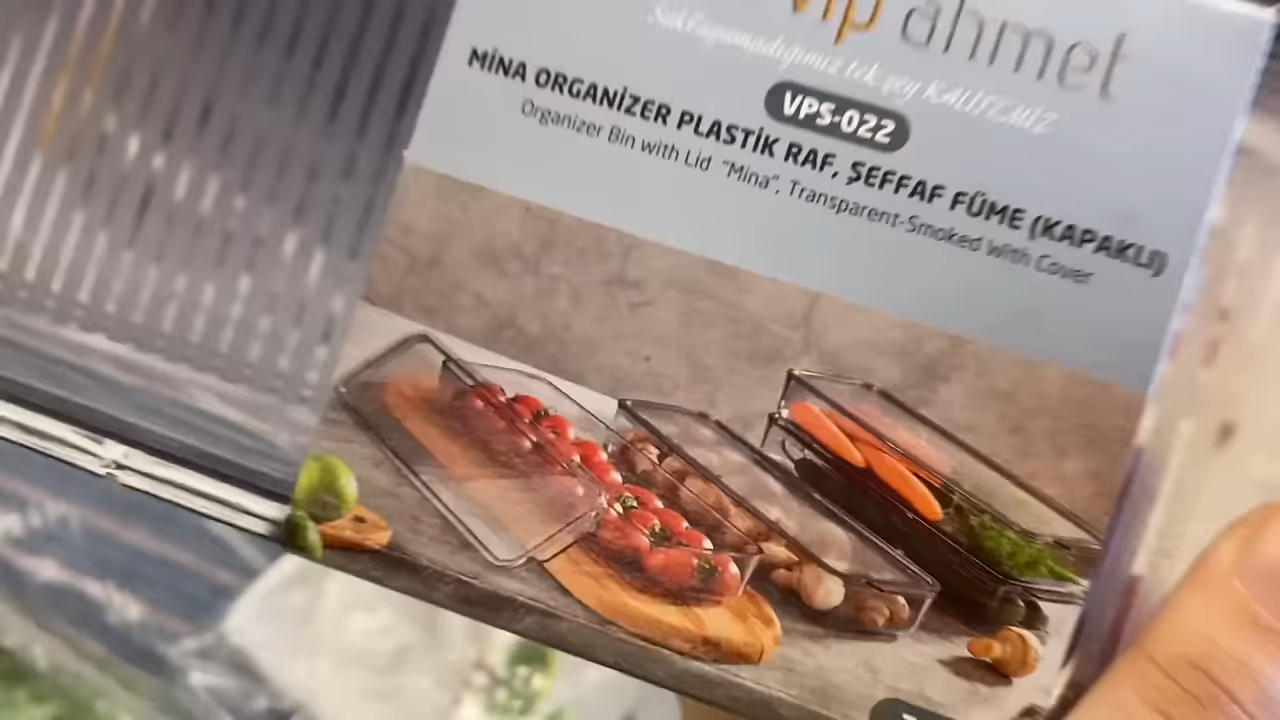 vip ahmet
Saklayamadığımız tek şey KALİTEMİZ
VPS-022
MİNA ORGANİZER PLASTİK RAF, ŞEFFAF FÜME (KAPAKLI)
Organizer Bin with Lid "Mina", Transparent-Smoked With Cover